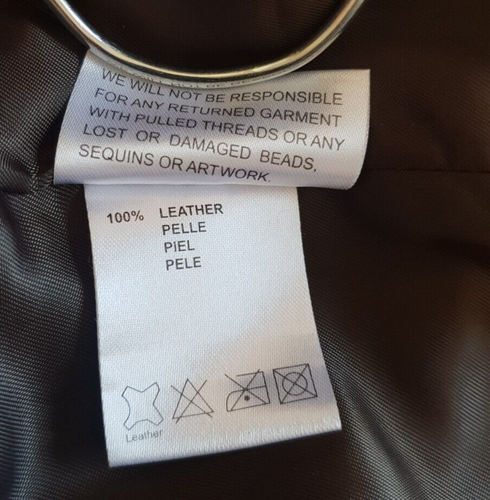 WE WILL NOT BE RESPONSIBLE
FOR ANY RETURNED GARMENT
WITH PULLED THREADS OR ANY
LOST OR DAMAGED BEADS,
SEQUINS OR ARTWORK.
100% LEATHER
PELLE
PIEL
PELE
Leather